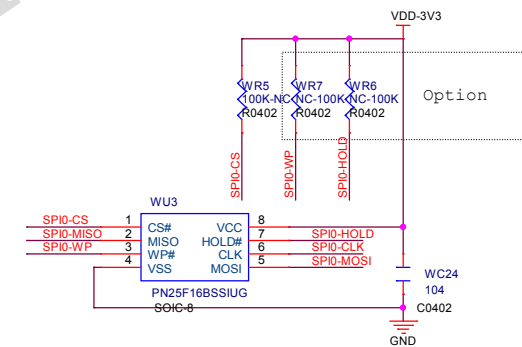 VDD-3V3
WR5
WR7
WR6
100K-NC
NC-100K
NC-100K
R0402
R0402
R0402
Option
SPI0-CS
SPI0-WP
SPI0-HOLD
WU3
SPI0-CS 1 CS# VCC 8
SPI0-MISO 2 MISO HOLD# 7 SPI0-HOLD
SPI0-WP 3 WP# CLK 6 SPI0-CLK
4 VSS MOSI 5 SPI0-MOSI
PN25F16BSSIUG
SOIC-8
WC24
104
C0402
GND